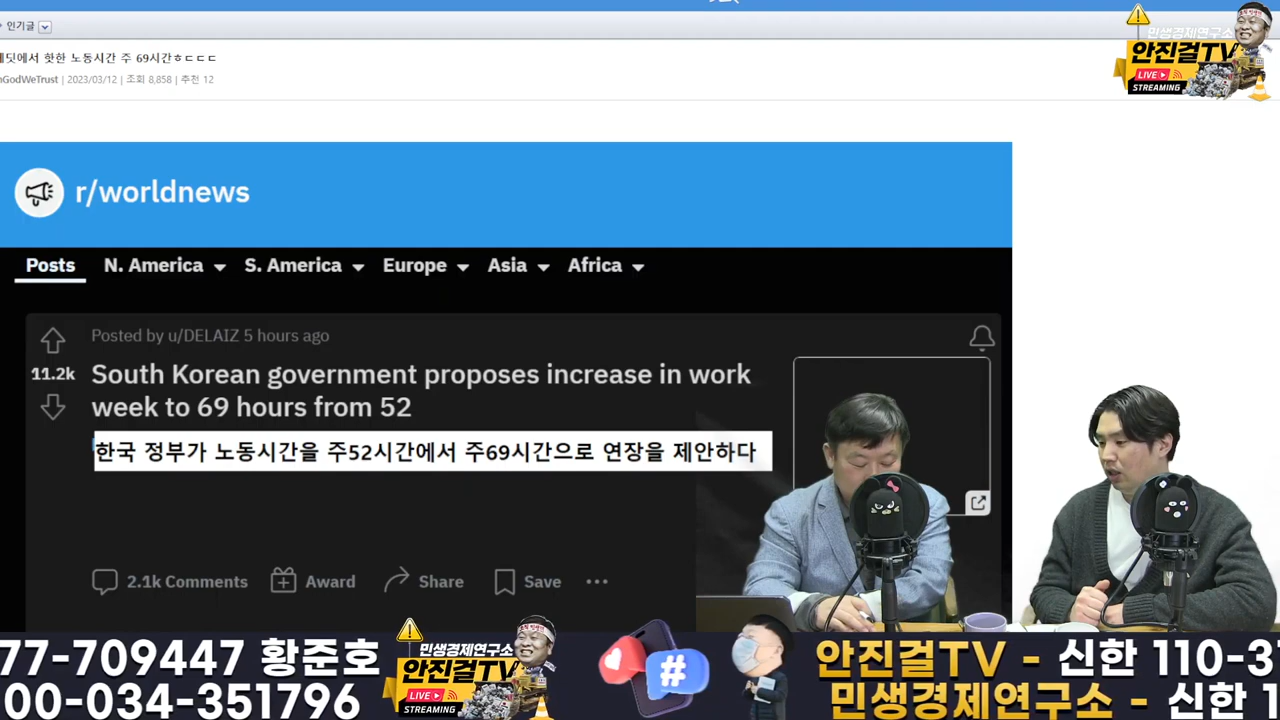 인기글
에서 핫한 노동시간 주 69시간ㅎㄷㄷㄷ
GodWeTrust | 2023/03/12 | 조회 8,858 | 추천 12
민생경제연구소
안진걸TV
LIVE
STREAMING
r/worldnews
Posts N. America S. America Europe Asia Africa
Posted by u/DELAIZ 5 hours ago
11.2k
South Korean government proposes increase in work
week to 69 hours from 52
한국 정부가 노동시간을 주52시간에서 주69시간으로 연장을 제안하다
2.1k Comments Award Share Save
77-709447 황준호
00-034-351796
민생경제연구소
안진걸TV
LIVE
STREAMING
#
안진걸TV - 신한 110-3
민생경제연구소 - 신한 1